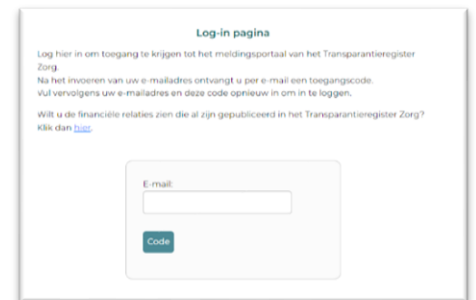 Log-in pagina
Log hier in om toegang te krijgen tot het meldingsportaal van het Transparantieregister
Zorg.
Na het invoeren van uw e-mailadres ontvangt u per e-mail een toegangscode.
Vul vervolgens uw e-mailadres en deze code opnieuw in om in te loggen.
Wilt u de financiële relaties zien die al zijn gepubliceerd in het Transparantieregister Zorg?
Klik dan hier.
E-mail:
Code